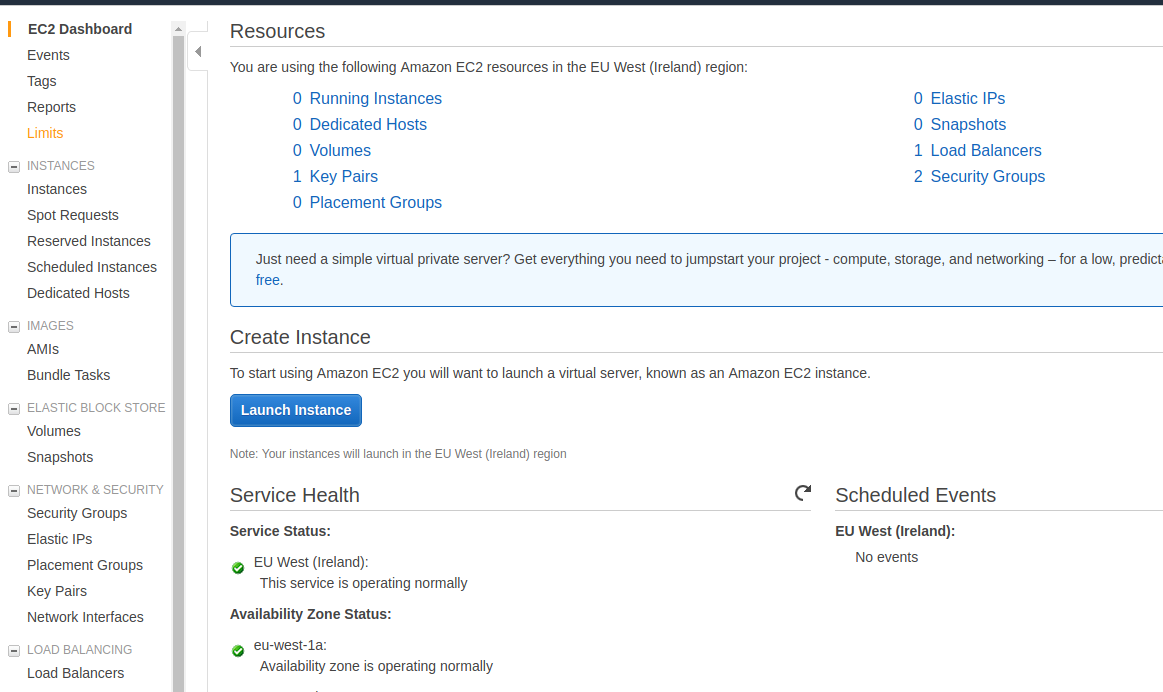 EC2 Dashboard
Events
Tags
Reports
Limits
INSTANCES
Instances
Spot Requests
Reserved Instances
Scheduled Instances
Dedicated Hosts
IMAGES
AMIs
Bundle Tasks
ELASTIC BLOCK STORE
Volumes
Snapshots
NETWORK & SECURITY
Security Groups
Elastic IPs
Placement Groups
Key Pairs
Network Interfaces
LOAD BALANCING
Load Balancers
Resources
You are using the following Amazon EC2 resources in the EU West (Ireland) region:
0 Running Instances
0 Dedicated Hosts
0 Volumes
1 Key Pairs
0 Placement Groups
0 Elastic IPs
0 Snapshots
1 Load Balancers
2 Security Groups
Just need a simple virtual private server? Get everything you need to jumpstart your project - compute, storage, and networking – for a low,
free.
Create Instance
To start using Amazon EC2 you will want to launch a virtual server, known as an Amazon EC2 instance.
Launch Instance
Note: Your instances will launch in the EU West (Ireland) region
Service Health
Service Status:
EU West (Ireland):
This service is operating normally
Availability Zone Status:
eu-west-1a:
Availability zone is operating normally
Scheduled Events
EU West (Ireland):
No events